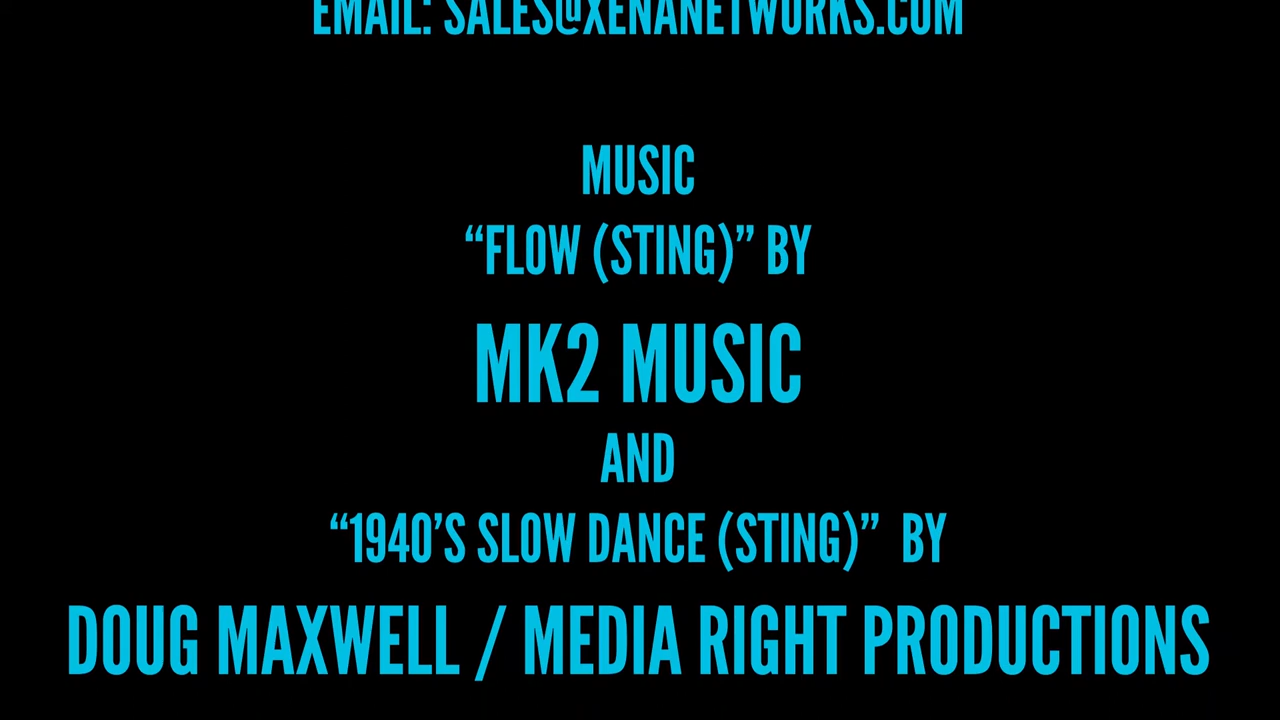 EMAIL: SALES@XENANETWORKS.COM
MUSIC
“FLOW (STING)” BY
MK2 MUSIC
AND
“1940’S SLOW DANCE (STING)” BY
DOUG MAXWELL / MEDIA RIGHT PRODUCTIONS